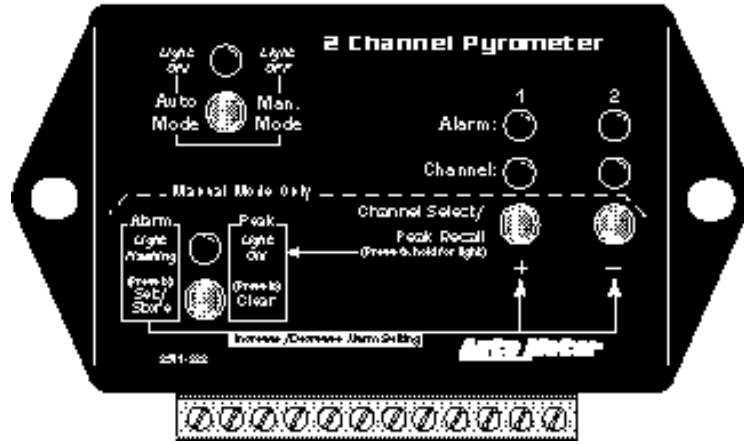 2 Channel Pyrometer
Light ON
Light OFF
Auto Mode
Man. Mode
1 2
Alarm:
Channel:
Manual Mode Only
Channel Select/
Peak Recall
(Press & hold for light)
Alarm
Light Flashing
(Press to)
Set/
Store
Peak
Light ON
(Press to)
Clear
+ −
Increase/Decrease Alarm Setting
Auto Meter